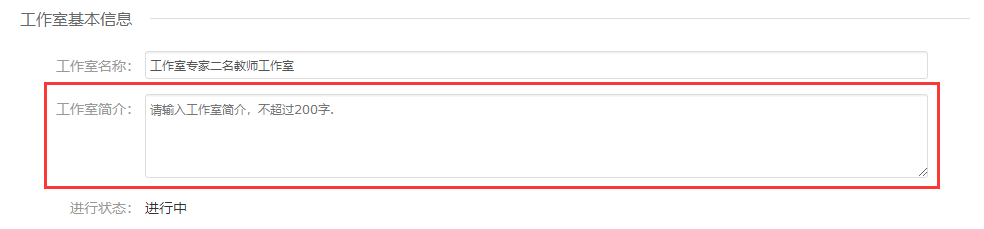 工作室基本信息
工作室名称： 工作室专家二名教师工作室
工作室简介： 请输入工作室简介，不超过200字.
进行状态： 进行中